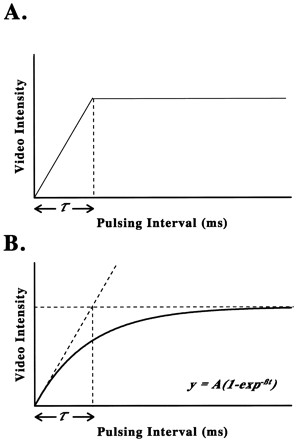 A.
Video Intensity
τ
Pulsing Interval (ms)
B.
Video Intensity
y = A(1-exp-βt)
τ
Pulsing Interval (ms)